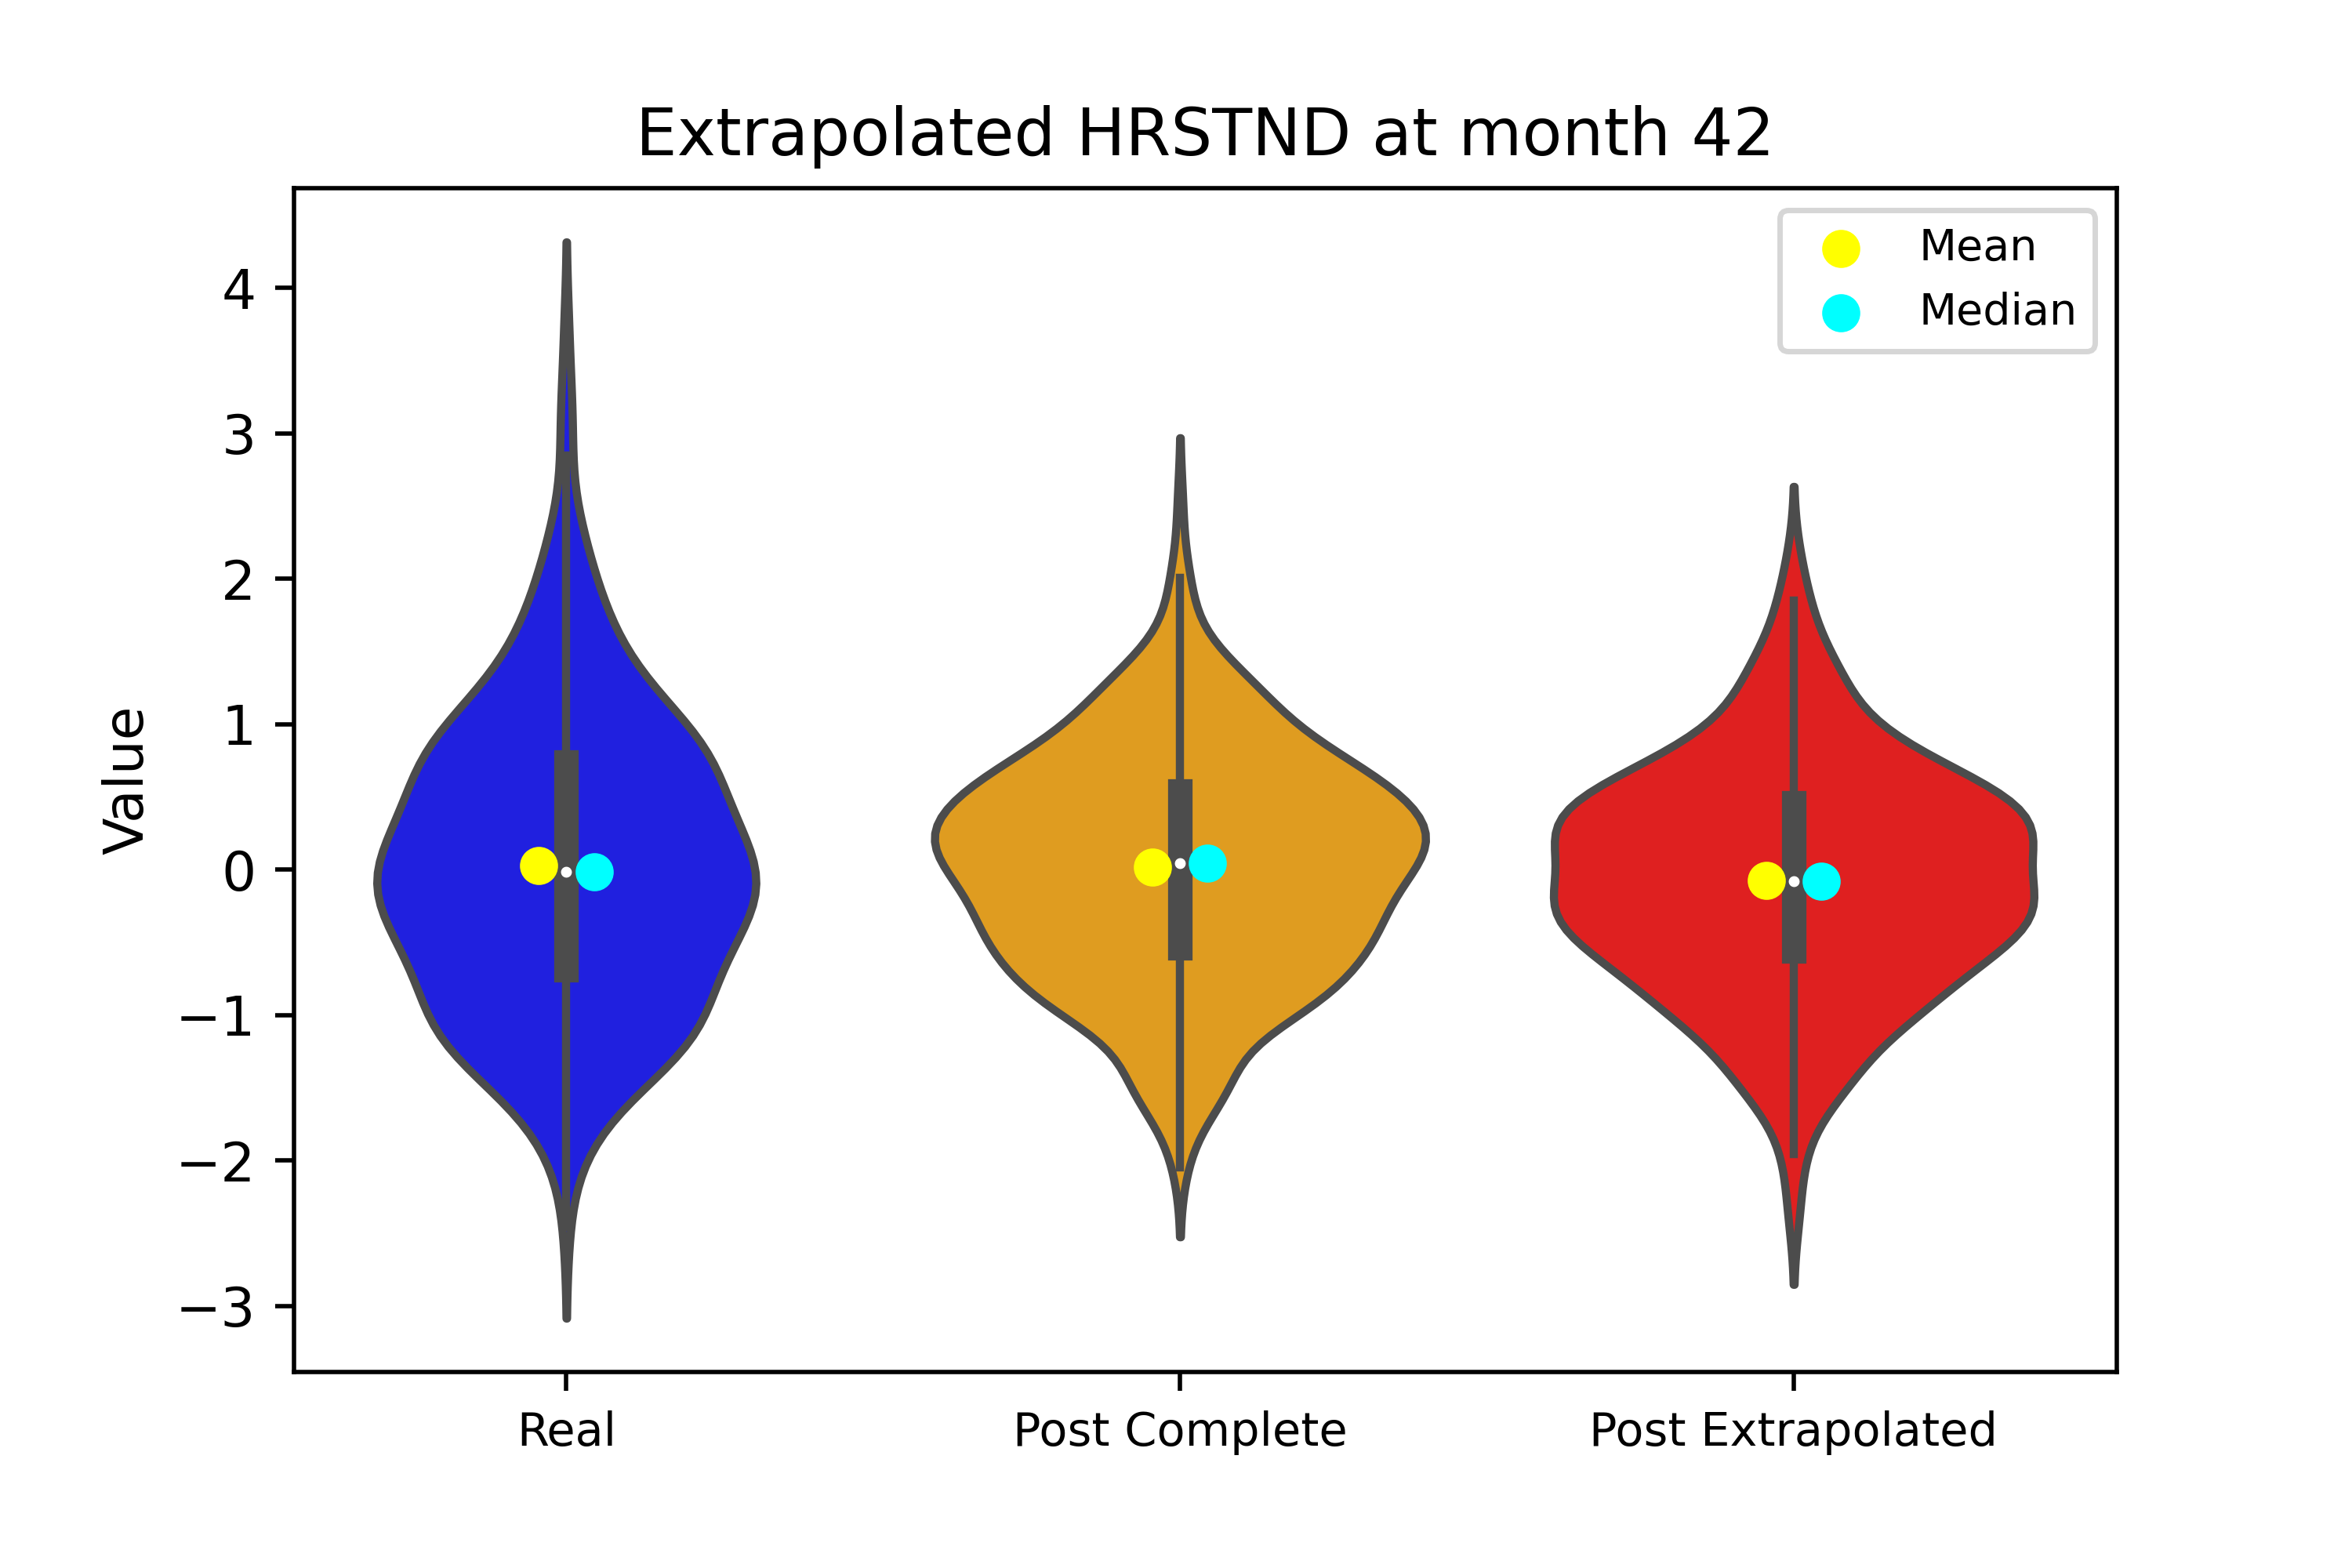 Extrapolated HRSTND at month 42
Mean
Median
4
3
2
1
0
−1
−2
−3
Value
Real
Post Complete
Post Extrapolated